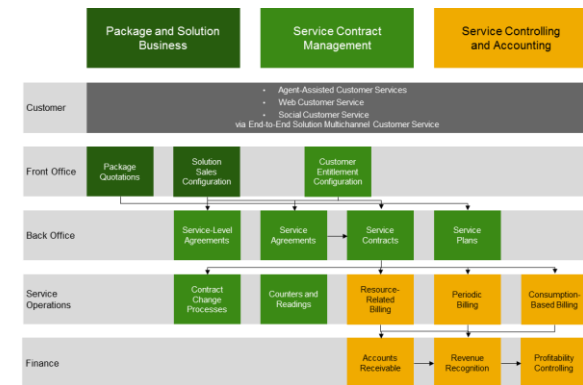 Package and Solution
Business
Service Contract
Management
Service Controlling
and Accounting
Customer
- Agent-Assisted Customer Services
- Web Customer Service
- Social Customer Service
via End-to-End Solution Multichannel Customer Service
Front Office
Package
Quotations
Solution
Sales
Configuration
Customer
Entitlement
Configuration
Back Office
Service-Level
Agreements
Service
Agreements
Service
Contracts
Service
Plans
Service
Operations
Contract
Change
Processes
Counters and
Readings
Resource-
Related
Billing
Periodic
Billing
Consumption-
Based Billing
Finance
Accounts
Receivable
Revenue
Recognition
Profitability
Controlling